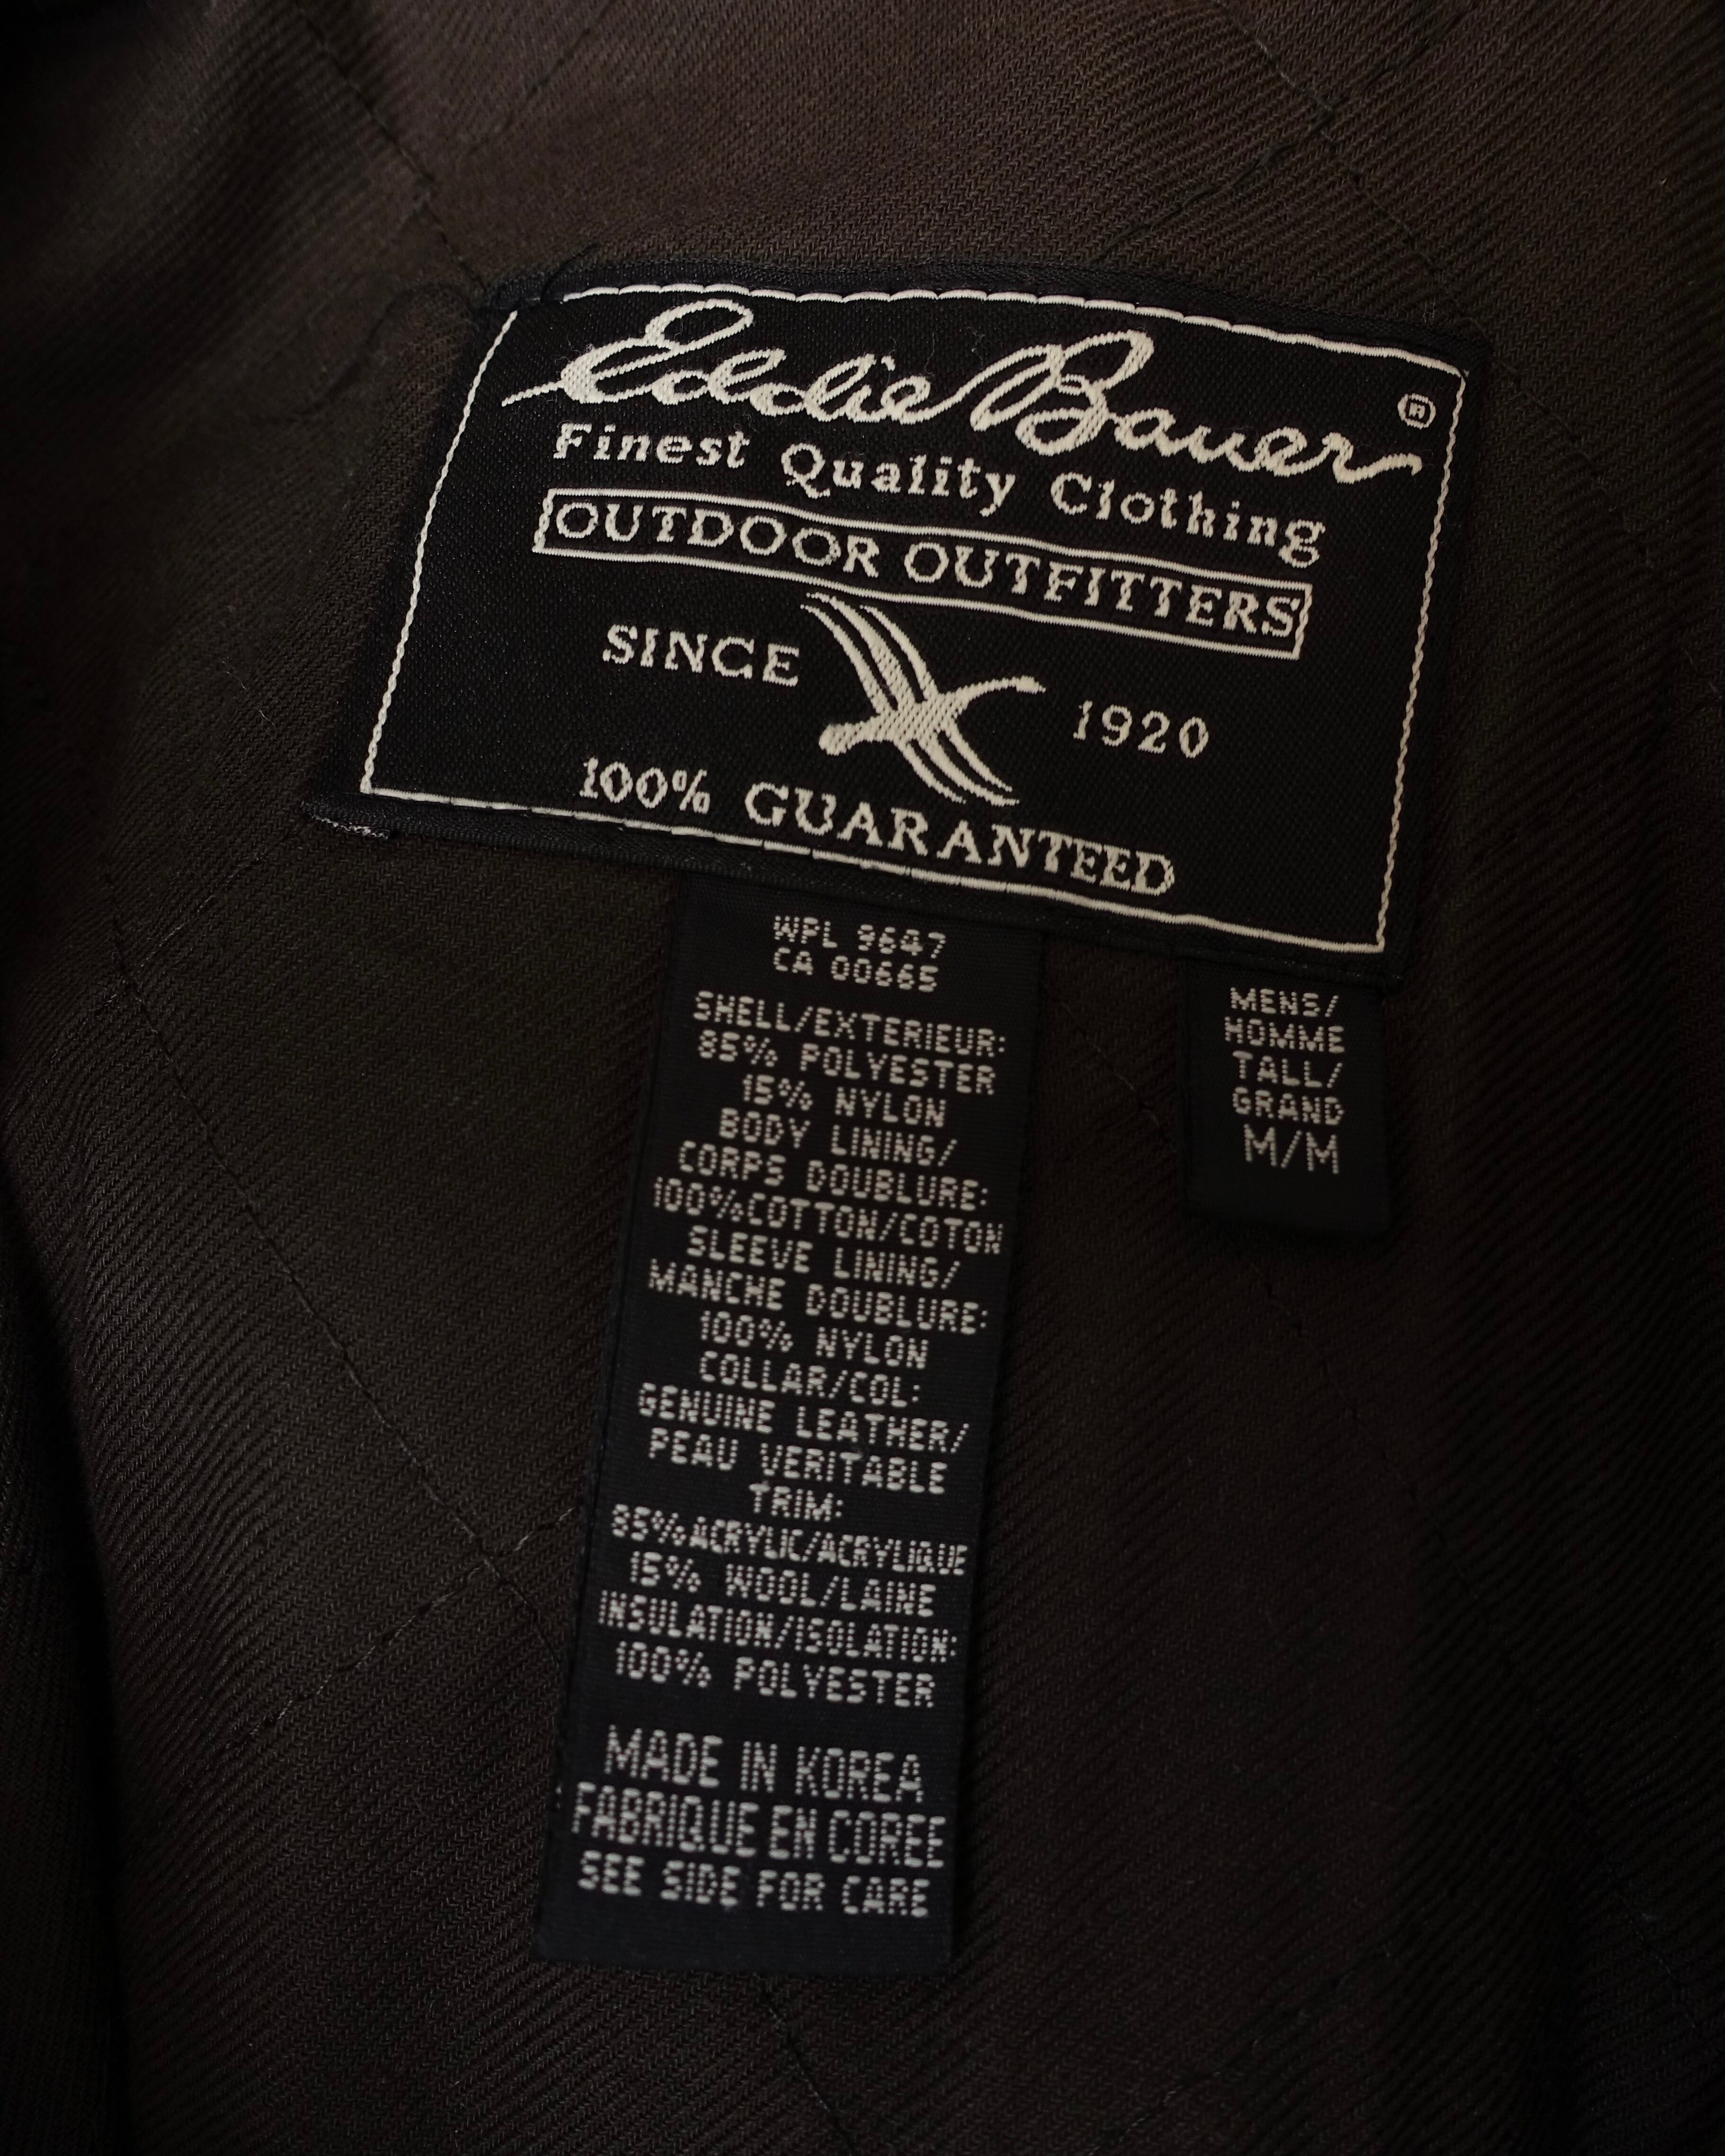 Eddie Bauer ®
Finest Quality Clothing
OUTDOOR OUTFITTERS
SINCE 1920
100% GUARANTEED
WPL 9647
CA 00665
SHELL/EXTERIEUR:
85% POLYESTER
15% NYLON
BODY LINING/
CORPS DOUBLURE:
100%COTTON/COTON
SLEEVE LINING/
MANCHE DOUBLURE:
100% NYLON
COLLAR/COL:
GENUINE LEATHER/
PEAU VERITABLE
TRIM:
85%ACRYLIC/ACRYLIQUE
15% WOOL/LAINE
INSULATION/ISOLATION:
100% POLYESTER
MADE IN KOREA
FABRIQUE EN COREE
SEE SIDE FOR CARE
MENS/
HOMME
TALL/
GRAND
M/M